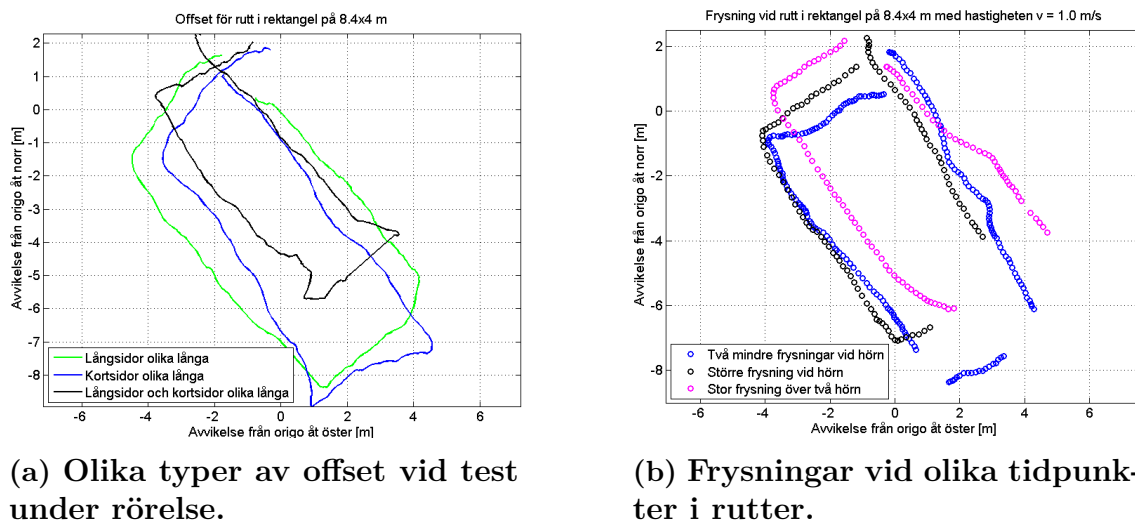 Offset för rutt i rektangel på 8.4x4 m
2
1
0
-1
-2
-3
-4
-5
-6
-7
-8
Avvikelse från origo åt norr [m]
Långsidor olika långa
Kortsidor olika långa
Långsidor och kortsidor olika långa
-6 -4 -2 0 2 4 6
Avvikelse från origo åt öster [m]
(a) Olika typer av offset vid test
under rörelse.
Frysning vid rutt i rektangel på 8.4x4 m med hastigheten v = 1.0 m/s
2
0
-2
-4
-6
-8
Avvikelse från origo åt norr [m]
Två mindre frysningar vid hörn
Större frysning vid hörn
Stor frysning över två hörn
-6 -4 -2 0 2 4 6
Avvikelse från origo åt öster [m]
(b) Frysningar vid olika tidpunk-
ter i rutter.